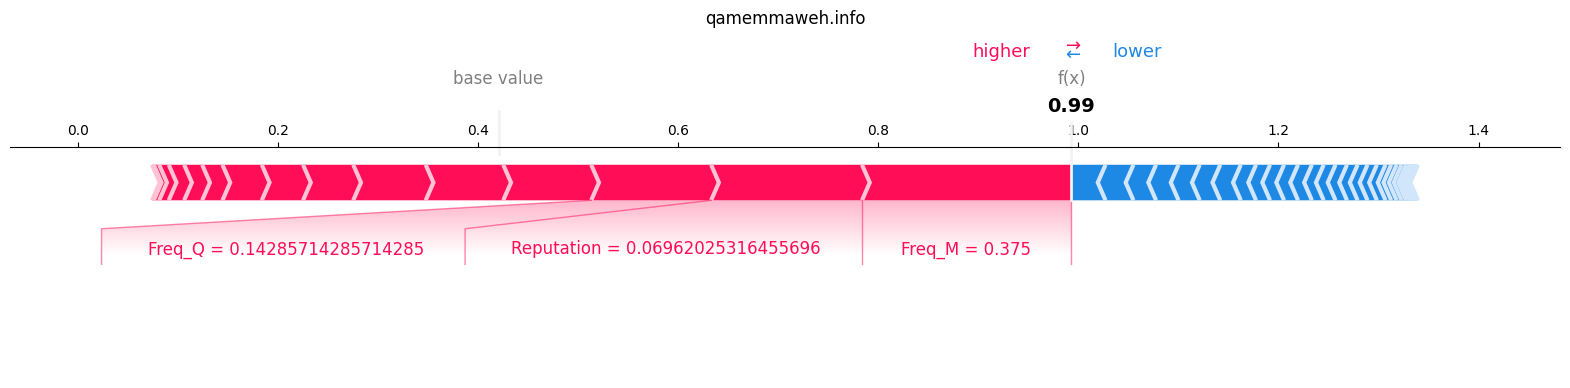 qamemmaweh.info
higher ⇄ lower
base value f(x)
0.99
0.0 0.2 0.4 0.6 0.8 1.0 1.2 1.4
Freq_Q = 0.14285714285714285 Reputation = 0.06962025316455696 Freq_M = 0.375